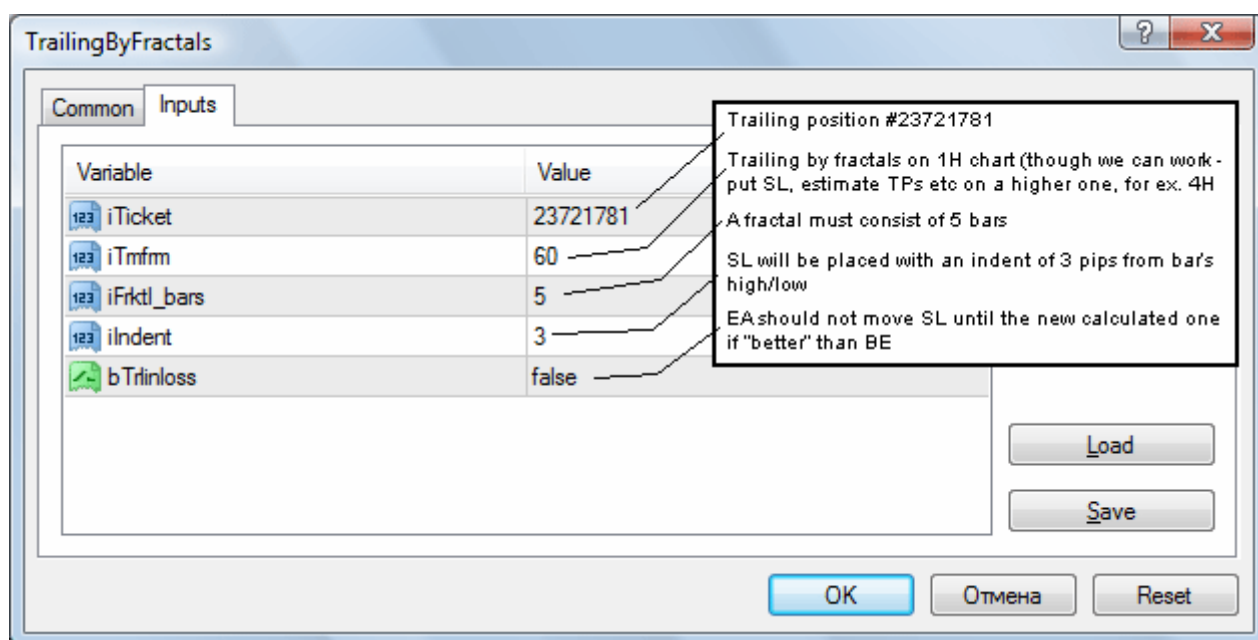 TrailingByFractals
Common
Inputs
Variable
Value
iTicket
23721781
iTmfrm
60
iFrktl_bars
5
iIndent
3
bTrlinloss
false
Trailing position #23721781
Trailing by fractals on 1H chart (though we can work -
put SL, estimate TPs etc on a higher one, for ex. 4H
A fractal must consist of 5 bars
SL will be placed with an indent of 3 pips from bar's
high/low
EA should not move SL until the new calculated one
if "better" than BE
Load
Save
OK
Отмена
Reset